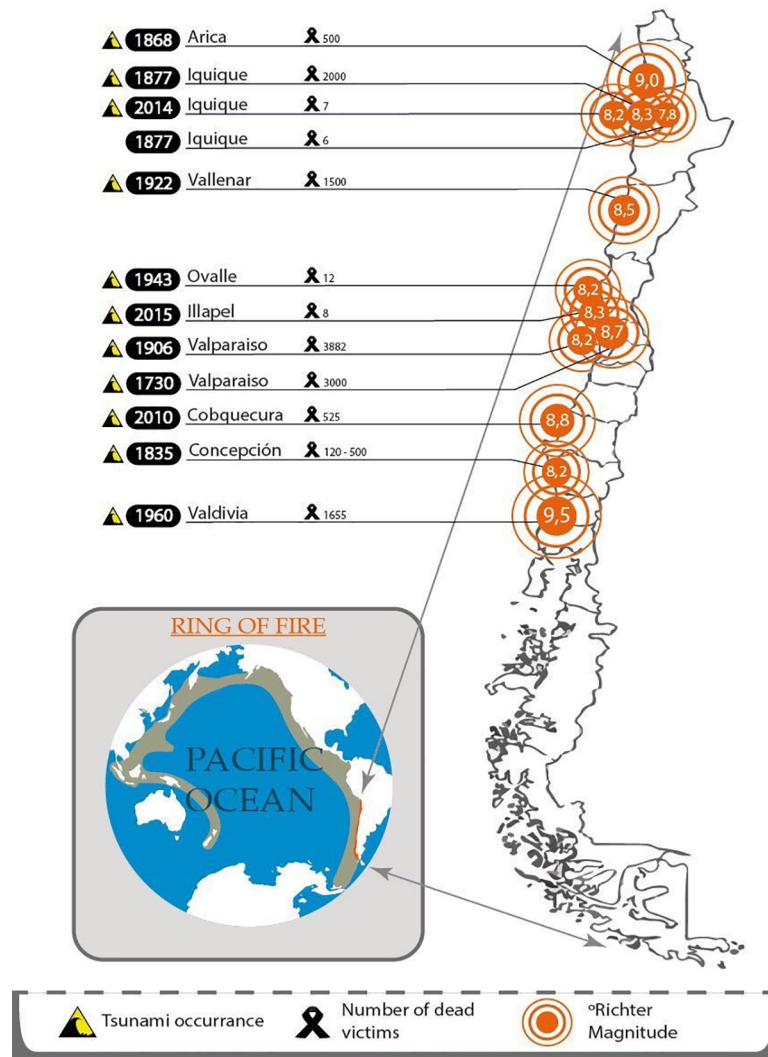 1868 Arica 500
1877 Iquique 2000
2014 Iquique 7
1877 Iquique 6
1922 Vallenar 1500
1943 Ovalle 12
2015 Illapel 8
1906 Valparaiso 3882
1730 Valparaiso 3000
2010 Cobquecura 525
1835 Concepción 120 - 500
1960 Valdivia 1655
9,0
8,2 8,3 7,8
8,5
8,2
8,3
8,2 8,7
8,8
8,2
9,5
RING OF FIRE
PACIFIC
OCEAN
Tsunami occurrance
Number of dead
victims
ºRichter
Magnitude